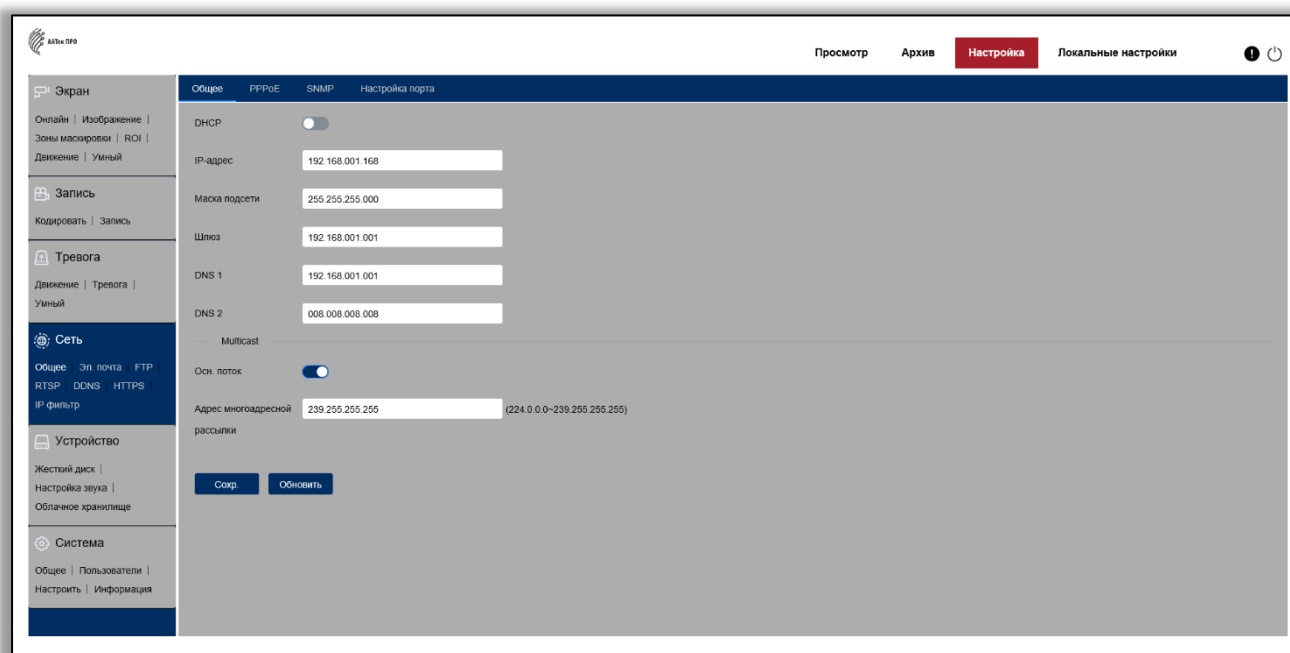 АйТек ПРО
Просмотр Архив Настройка Локальные настройки
Экран
Онлайн | Изображение |
Зоны маскировки | ROI |
Движение | Умный
Запись
Кодировать | Запись
Тревога
Движение | Тревога |
Умный
Сеть
Общее | Эл. почта | FTP |
RTSP | DDNS | HTTPS |
IP фильтр
Устройство
Жесткий диск |
Настройка звука |
Облачное хранилище
Система
Общее | Пользователи |
Настроить | Информация
Общее PPPoE SNMP Настройка порта
DHCP
IP-адрес 192.168.001.168
Маска подсети 255.255.255.000
Шлюз 192.168.001.001
DNS 1 192.168.001.001
DNS 2 008.008.008.008
Multicast
Осн. поток
Адрес многоадресной 239.255.255.255 (224.0.0.0~239.255.255.255)
рассылки
Сохр. Обновить